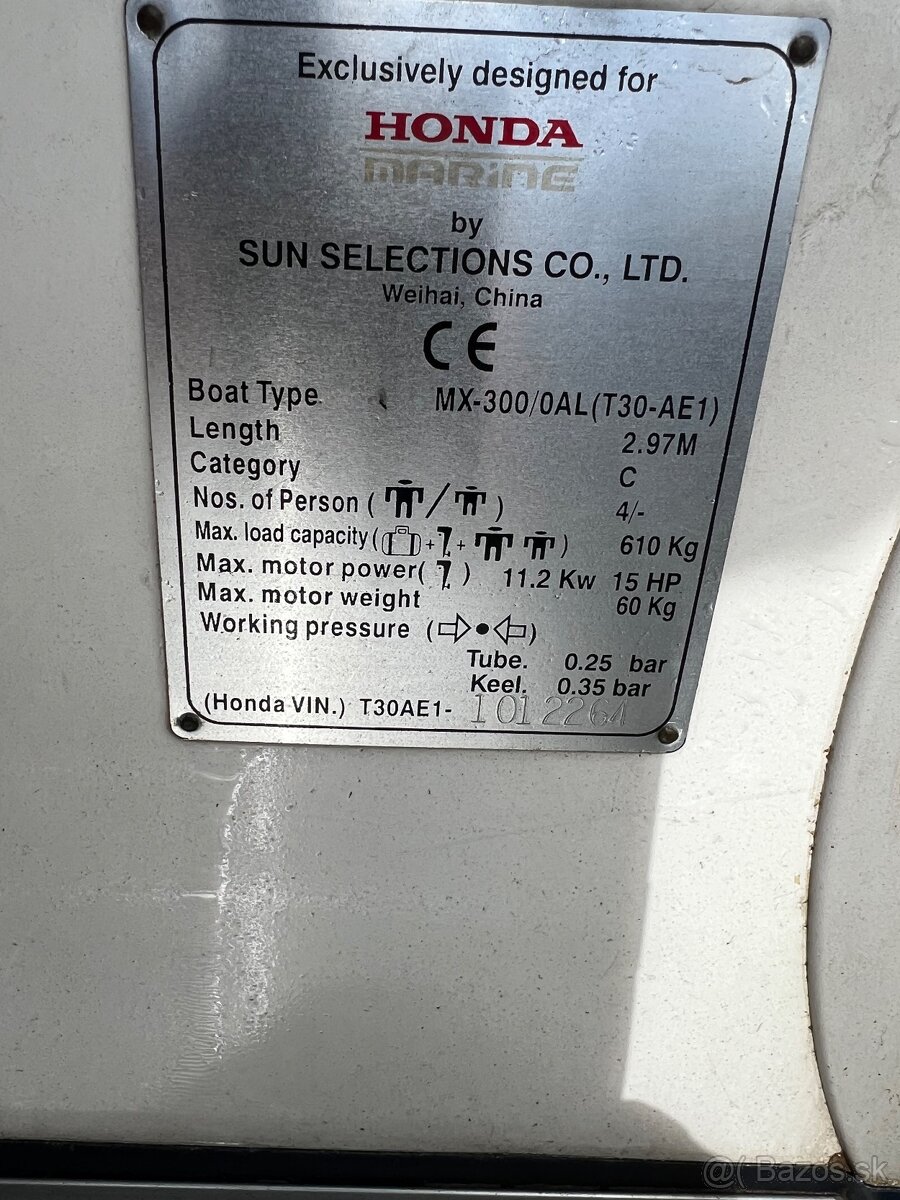 Exclusively designed for
HONDA
MARINE
by
SUN SELECTIONS CO., LTD.
Weihai, China
CE
Boat Type MX-300/0AL(T30-AE1)
Length 2.97M
Category C
Nos. of Person ( / ) 4/-
Max. load capacity ( + + ) 610 Kg
Max. motor power( ) 11.2 Kw 15 HP
Max. motor weight 60 Kg
Working pressure ( )
Tube. 0.25 bar
Keel. 0.35 bar
(Honda VIN.) T30AE1- 1012264
@( Bazos.sk